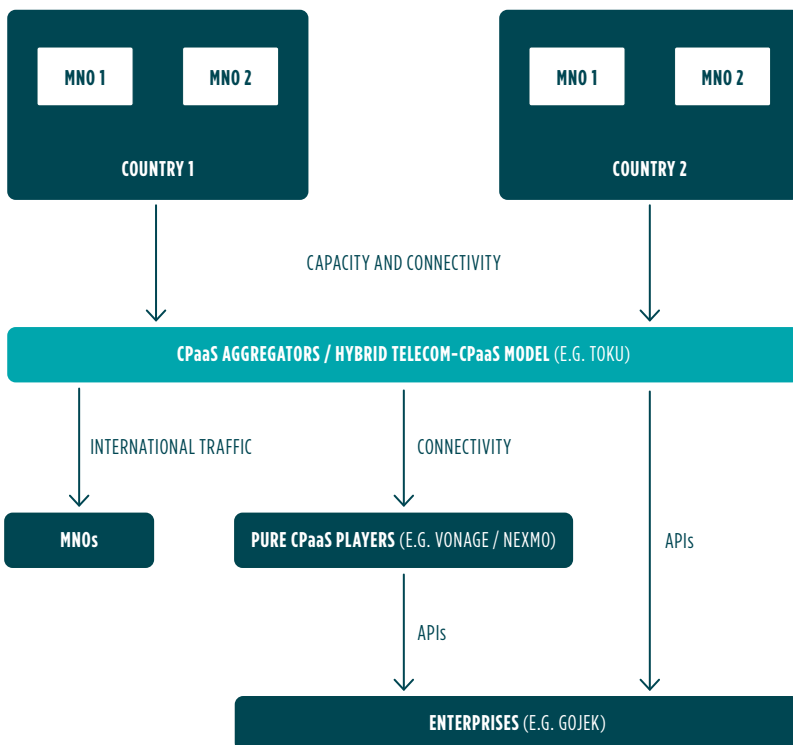 MNO 1
MNO 2
COUNTRY 1
MNO 1
MNO 2
COUNTRY 2
CAPACITY AND CONNECTIVITY
CPaaS AGGREGATORS / HYBRID TELECOM-CPaaS MODEL (E.G. TOKU)
INTERNATIONAL TRAFFIC
CONNECTIVITY
MNOs
PURE CPaaS PLAYERS (E.G. VONAGE / NEXMO)
APIs
APIs
ENTERPRISES (E.G. GOJEK)